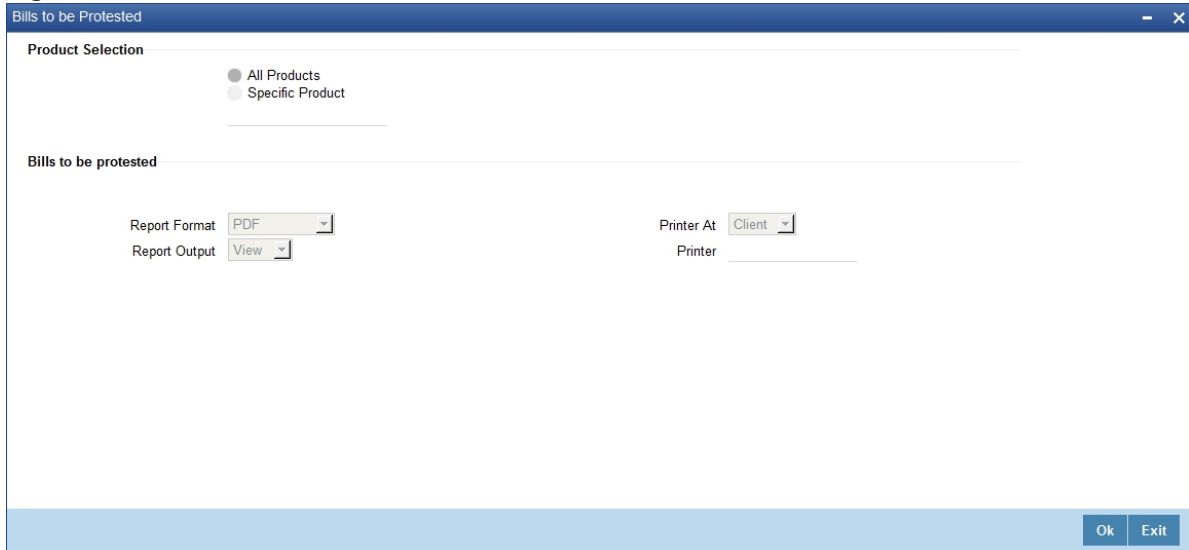 Bills to be Protested
Product Selection
All Products
Specific Product
Bills to be protested
Report Format PDF Printer At Client
Report Output View Printer
Ok Exit